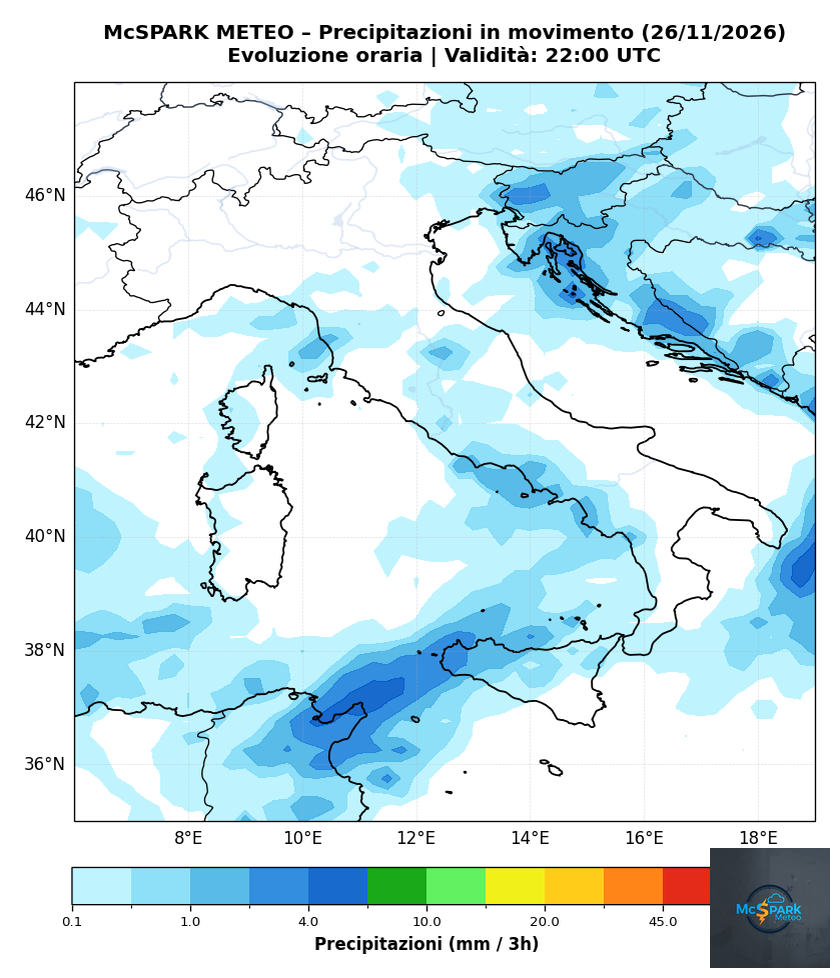 McSPARK METEO – Precipitazioni in movimento (26/11/2026)
Evoluzione oraria | Validità: 22:00 UTC
46°N
44°N
42°N
40°N
38°N
36°N
8°E 10°E 12°E 14°E 16°E 18°E
0.1 1.0 4.0 10.0 20.0 45.0
Precipitazioni (mm / 3h)
McSPARK
Meteo